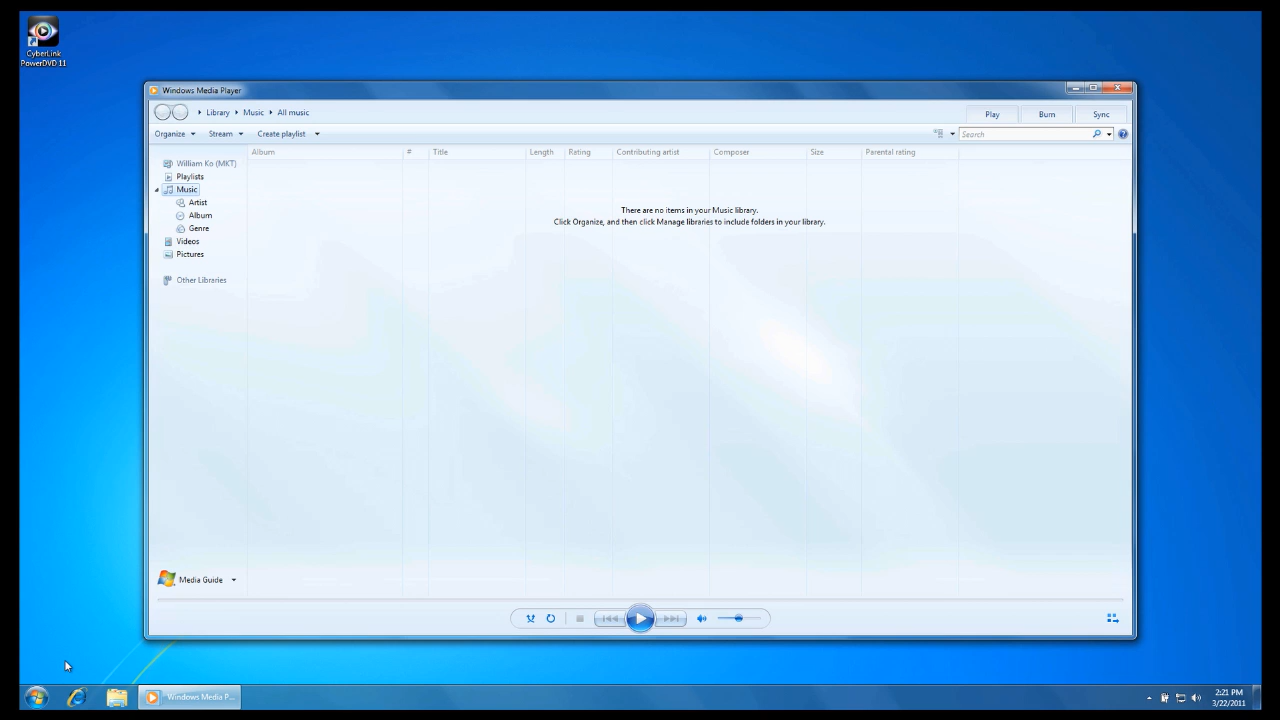 CyberLink
PowerDVD 11
Windows Media Player
Library Music All music
Play Burn Sync
Organize Stream Create playlist
Search
Album # Title Length Rating Contributing artist Composer Size Parental rating
William Ko (MKT)
Playlists
Music
Artist
Album
Genre
Videos
Pictures
Other Libraries
There are no items in your Music library.
Click Organize, and then click Manage libraries to include folders in your library.
Media Guide
Windows Media P...
2:21 PM
3/22/2011